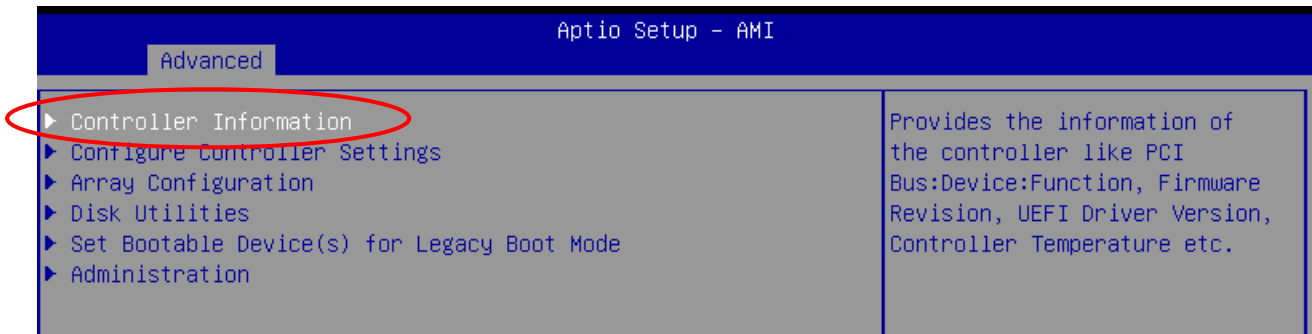 Aptio Setup – AMI
Advanced
Controller Information
Configure Controller Settings
Array Configuration
Disk Utilities
Set Bootable Device(s) for Legacy Boot Mode
Administration
Provides the information of
the controller like PCI
Bus:Device:Function, Firmware
Revision, UEFI Driver Version,
Controller Temperature etc.